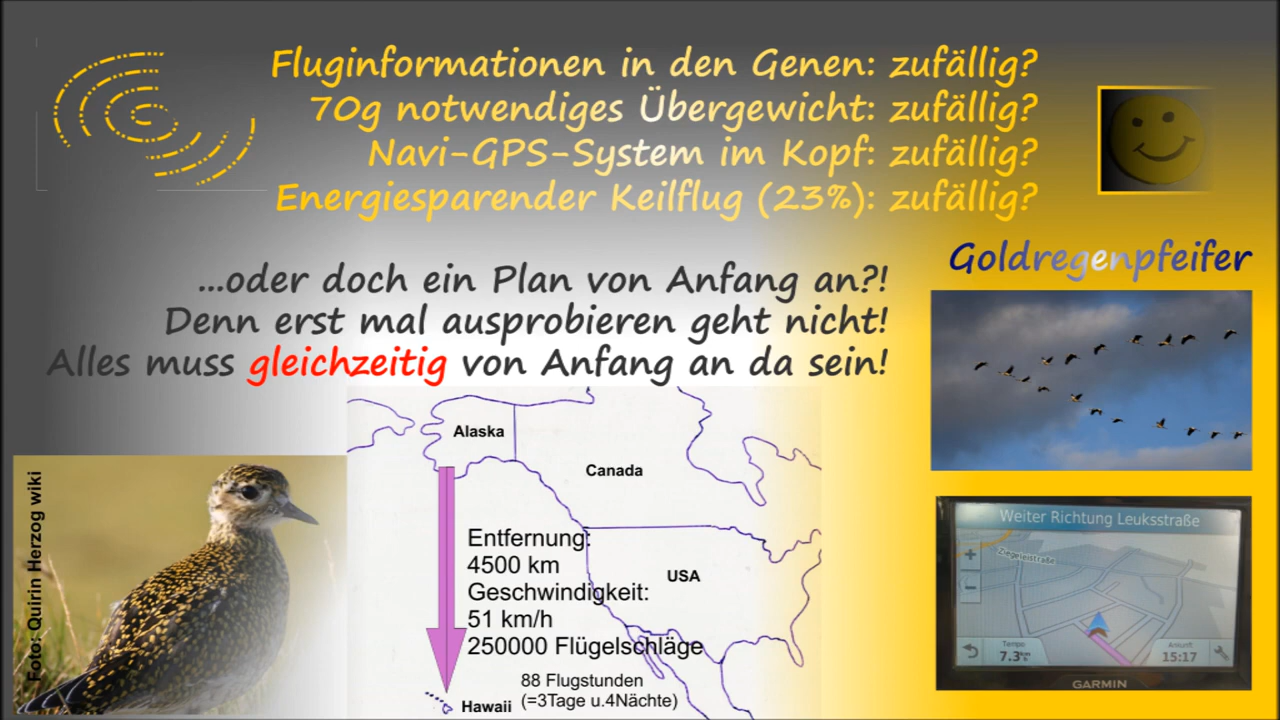 Fluginformationen in den Genen: zufällig?
70g notwendiges Übergewicht: zufällig?
Navi-GPS-System im Kopf: zufällig?
Energiesparender Keilflug (23%): zufällig?
...oder doch ein Plan von Anfang an?!
Denn erst mal ausprobieren geht nicht!
Alles muss gleichzeitig von Anfang an da sein!
Goldregenpfeifer
Foto: Quirin Herzog wiki
Alaska
Canada
USA
Entfernung:
4500 km
Geschwindigkeit:
51 km/h
250000 Flügelschläge
88 Flugstunden
(=3Tage u.4Nächte)
Hawaii
Weiter Richtung Leuksstraße
Ziegeleistraße
Tempo
7.3
Ankunft
15:17
GARMIN